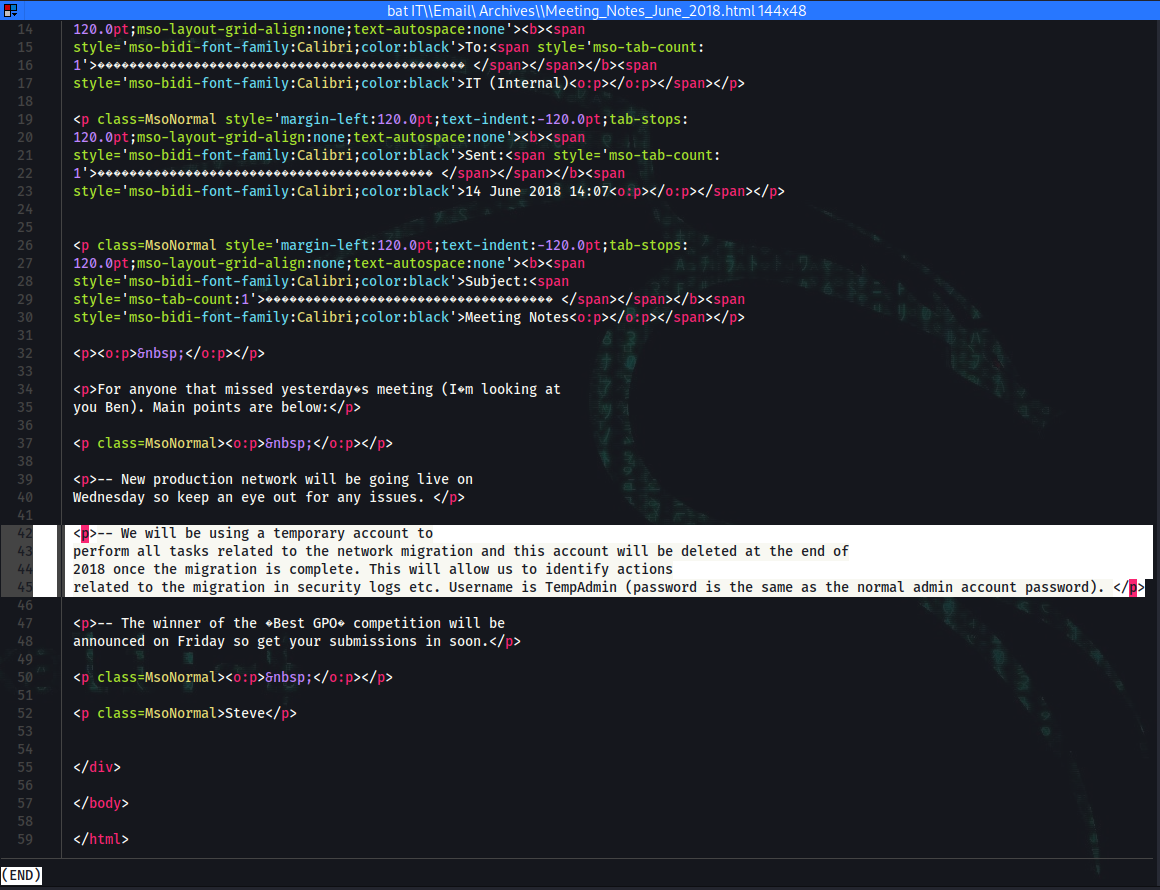 bat IT\\Email\ Archives\\Meeting_Notes_June_2018.html 144x48
14 120.0pt;mso-layout-grid-align:none;text-autospace:none'><b><span
15 style='mso-bidi-font-family:Calibri;color:black'>To:<span style='mso-tab-count:
16 1'>���������������������������������������������� </span></span></b><span
17 style='mso-bidi-font-family:Calibri;color:black'>IT (Internal)<o:p></o:p></span></p>
18
19 <p class=MsoNormal style='margin-left:120.0pt;text-indent:-120.0pt;tab-stops:
20 120.0pt;mso-layout-grid-align:none;text-autospace:none'><b><span
21 style='mso-bidi-font-family:Calibri;color:black'>Sent:<span style='mso-tab-count:
22 1'>������������������������������������������ </span></span></b><span
23 style='mso-bidi-font-family:Calibri;color:black'>14 June 2018 14:07<o:p></o:p></span></p>
24
25
26 <p class=MsoNormal style='margin-left:120.0pt;text-indent:-120.0pt;tab-stops:
27 120.0pt;mso-layout-grid-align:none;text-autospace:none'><b><span
28 style='mso-bidi-font-family:Calibri;color:black'>Subject:<span
29 style='mso-tab-count:1'>������������������������������������ </span></span></b><span
30 style='mso-bidi-font-family:Calibri;color:black'>Meeting Notes<o:p></o:p></span></p>
31
32 <p><o:p>&nbsp;</o:p></p>
33
34 <p>For anyone that missed yesterday�s meeting (I�m looking at
35 you Ben). Main points are below:</p>
36
37 <p class=MsoNormal><o:p>&nbsp;</o:p></p>
38
39 <p>-- New production network will be going live on
40 Wednesday so keep an eye out for any issues. </p>
41
42 <p>-- We will be using a temporary account to
43 perform all tasks related to the network migration and this account will be deleted at the end of
44 2018 once the migration is complete. This will allow us to identify actions
45 related to the migration in security logs etc. Username is TempAdmin (password is the same as the normal admin account password). </p>
46
47 <p>-- The winner of the �Best GPO� competition will be
48 announced on Friday so get your submissions in soon.</p>
49
50 <p class=MsoNormal><o:p>&nbsp;</o:p></p>
51
52 <p class=MsoNormal>Steve</p>
53
54
55 </div>
56
57 </body>
58
59 </html>
(END)